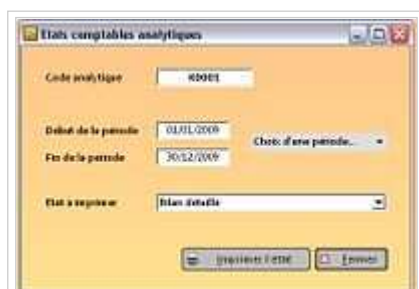 Etats comptables analytiques
Code analytique K0001
Début de la période 01/01/2009
Choix d'une période...
Fin de la période 30/12/2009
Etat à imprimer Bilan détaillé
Imprimer l'état Fermer